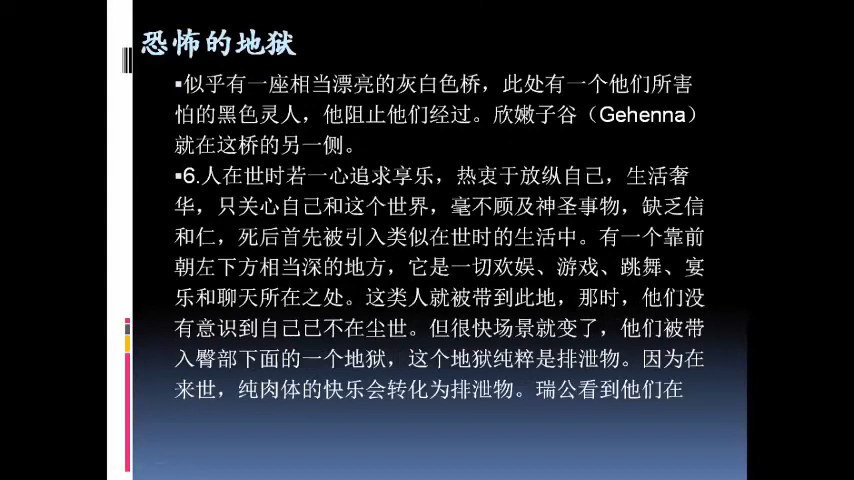 恐怖的地狱
▪似乎有一座相当漂亮的灰白色桥，此处有一个他们所害
怕的黑色灵人，他阻止他们经过。欣嫩子谷（Gehenna）
就在这桥的另一侧。
▪6.人在世时若一心追求享乐，热衷于放纵自己，生活奢
华，只关心自己和这个世界，毫不顾及神圣事物，缺乏信
和仁，死后首先被引入类似在世时的生活中。有一个靠前
朝左下方相当深的地方，它是一切欢娱、游戏、跳舞、宴
乐和聊天所在之处。这类人就被带到此地，那时，他们没
有意识到自己已不在尘世。但很快场景就变了，他们被带
入臀部下面的一个地狱，这个地狱纯粹是排泄物。因为在
来世，纯肉体的快乐会转化为排泄物。瑞公看到他们在